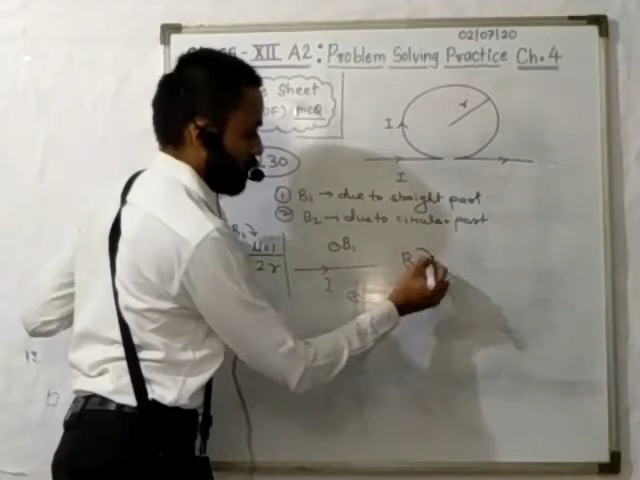 02/07/20
XII A2 : Problem Solving Practice Ch. 4
Sheet
MCQ
30
r
I
I
① B₁ → due to straight part
② B₂ → due to circular part
B₂
μ₀I
2r
B₁
I